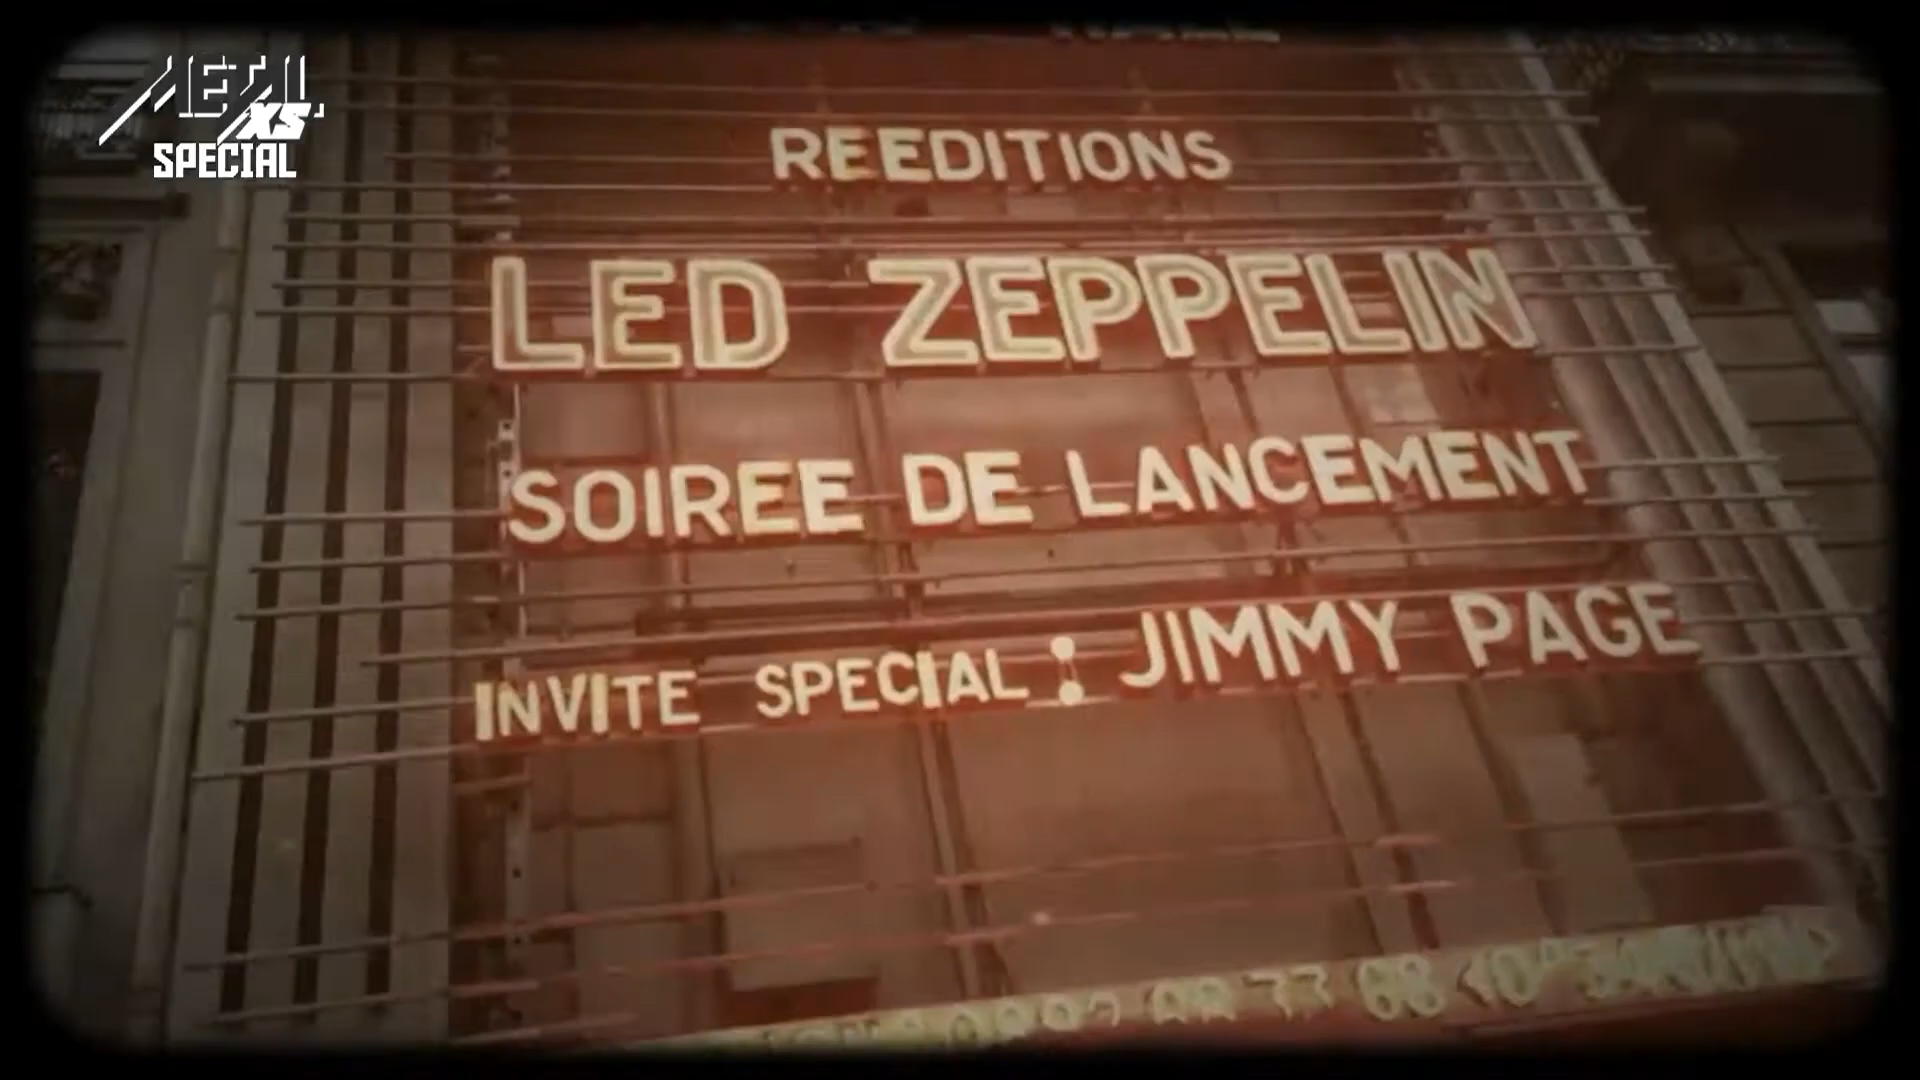 METAL
XS
SPECIAL
REEDITIONS
LED ZEPPELIN
SOIREE DE LANCEMENT
INVITE SPECIAL : JIMMY PAGE